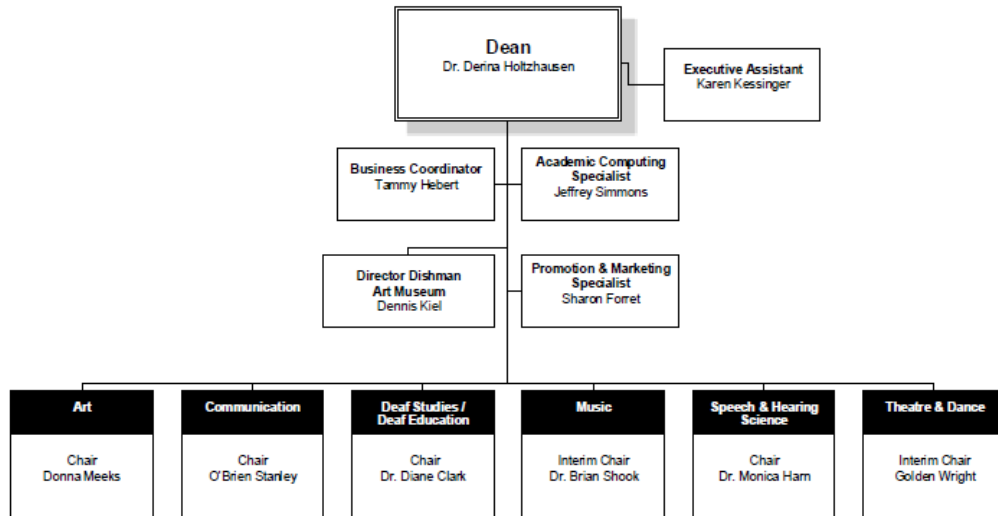 Dean
Dr. Derina Holtzhausen
Executive Assistant
Karen Kessinger
Business Coordinator
Tammy Hebert
Academic Computing
Specialist
Jeffrey Simmons
Director Dishman
Art Museum
Dennis Kiel
Promotion & Marketing
Specialist
Sharon Forret
Art
Chair
Donna Meeks
Communication
Chair
O'Brien Stanley
Deaf Studies /
Deaf Education
Chair
Dr. Diane Clark
Music
Interim Chair
Dr. Brian Shook
Speech & Hearing
Science
Chair
Dr. Monica Harn
Theatre & Dance
Interim Chair
Golden Wright